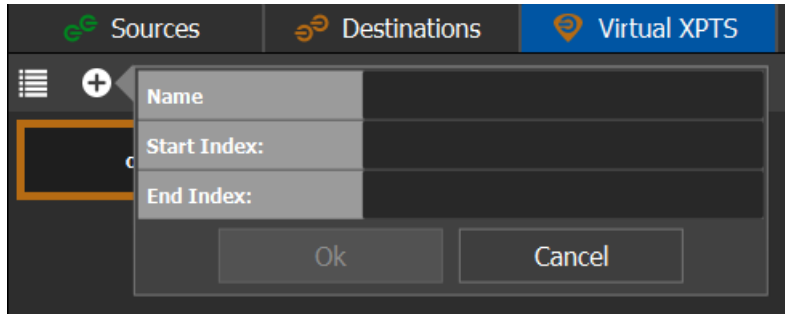 Sources Destinations Virtual XPTS
Name
Start Index:
End Index:
Ok Cancel